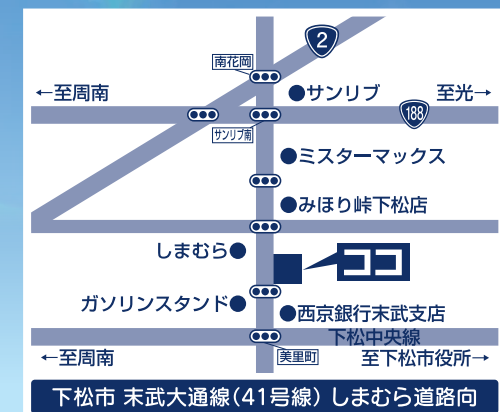 2
南花岡
←至周南
●サンリブ
至光→
188
サンリブ南
●ミスターマックス
●みほり峠下松店
しまむら●
ココ
ガソリンスタンド●
●西京銀行末武支店
下松中央線
←至周南
美里町
至下松市役所→
下松市 末武大通線(41号線) しまむら道路向